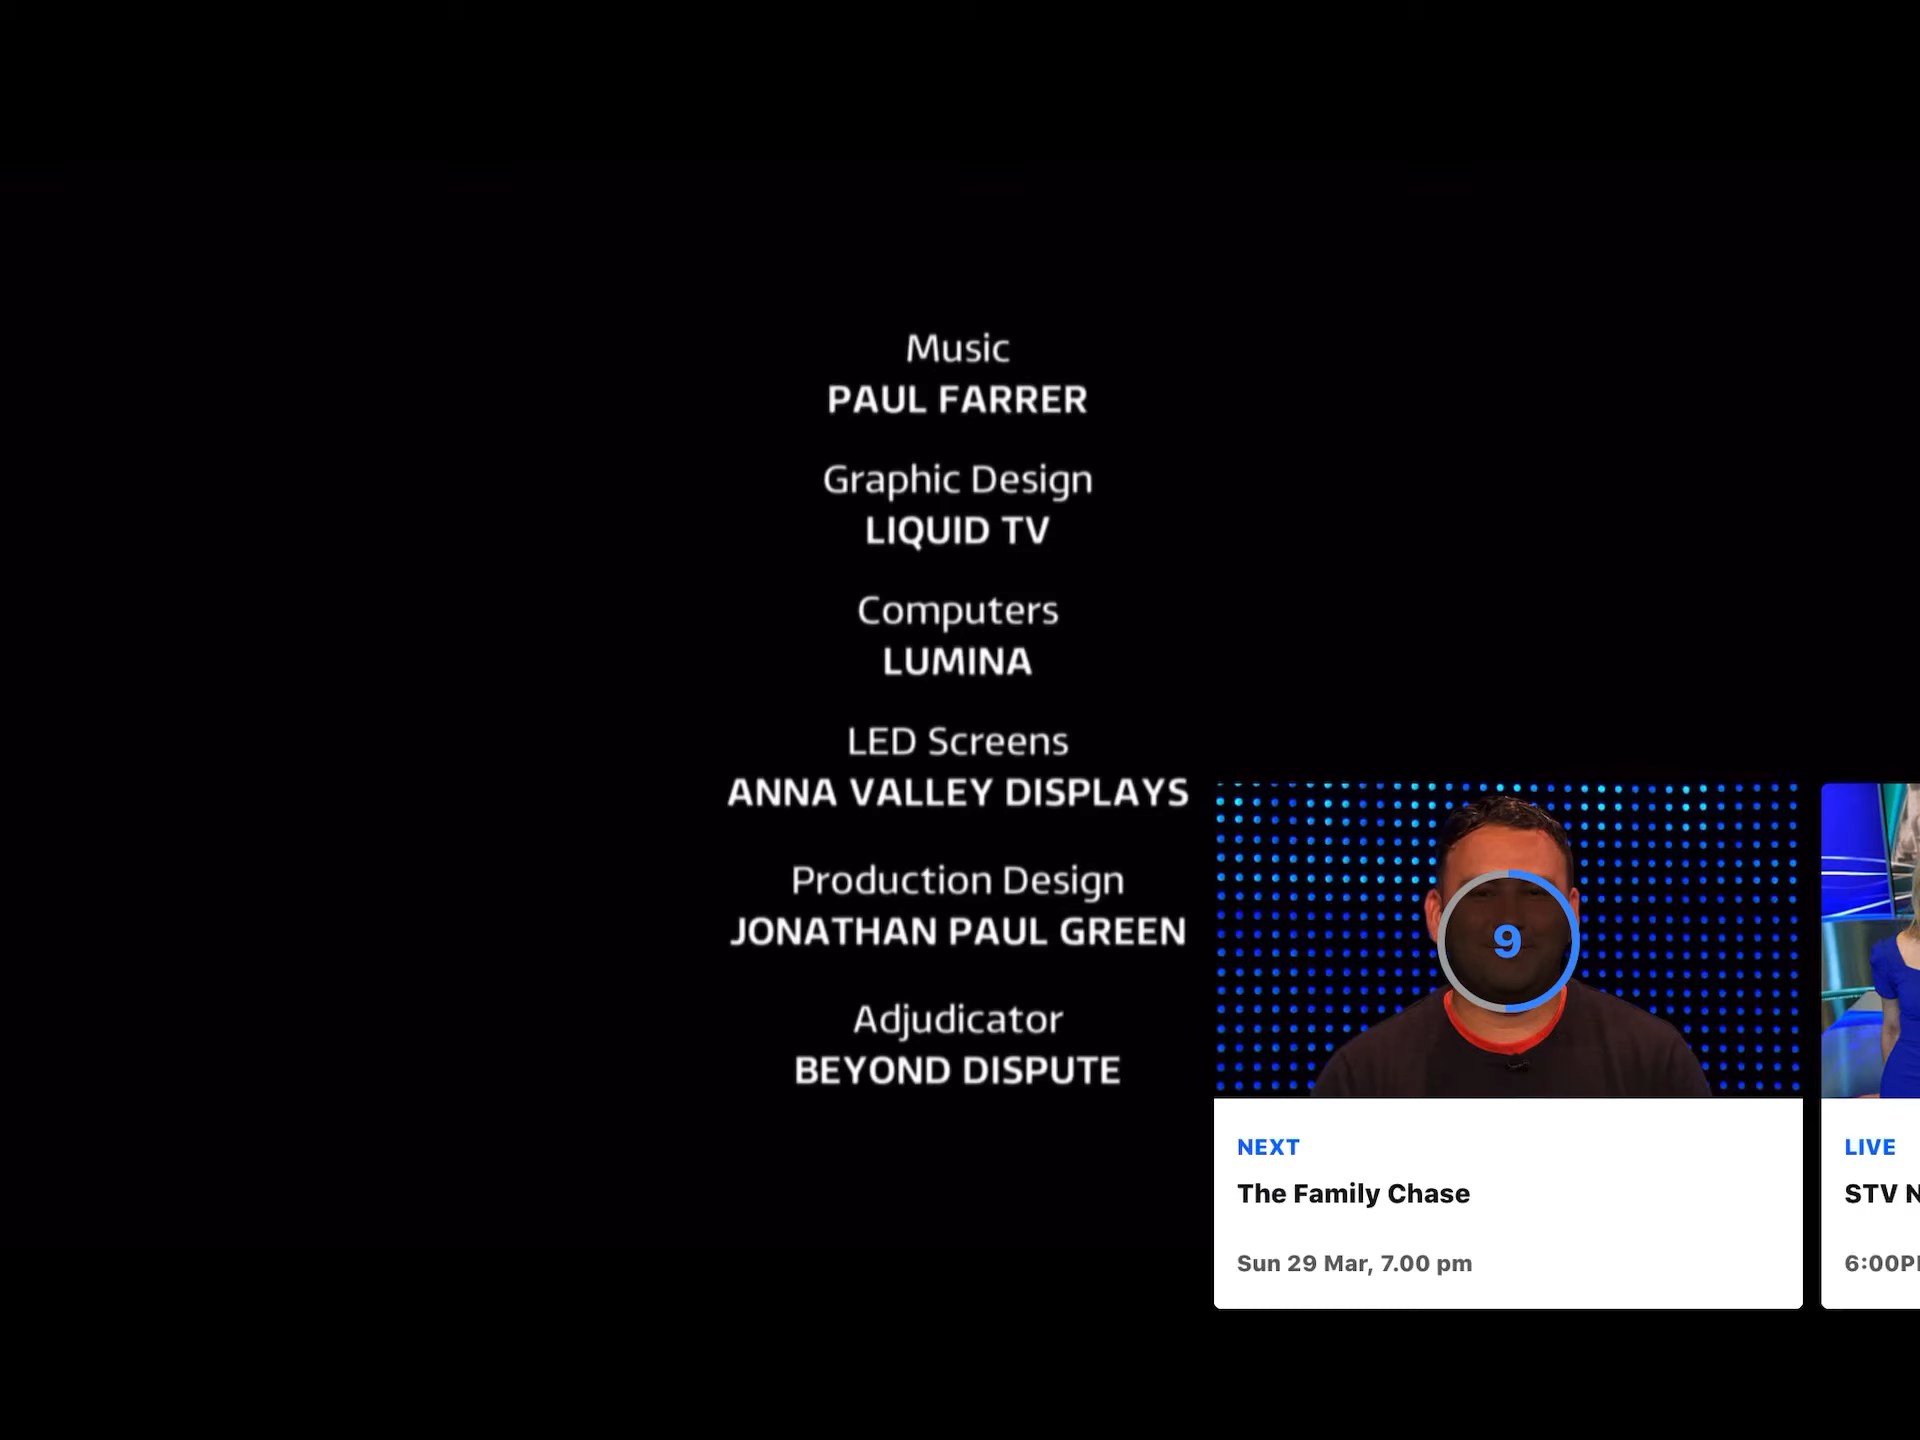 Music
PAUL FARRER
Graphic Design
LIQUID TV
Computers
LUMINA
LED Screens
ANNA VALLEY DISPLAYS
Production Design
JONATHAN PAUL GREEN
Adjudicator
BEYOND DISPUTE
9
NEXT
The Family Chase
Sun 29 Mar, 7.00 pm
LIVE
STV